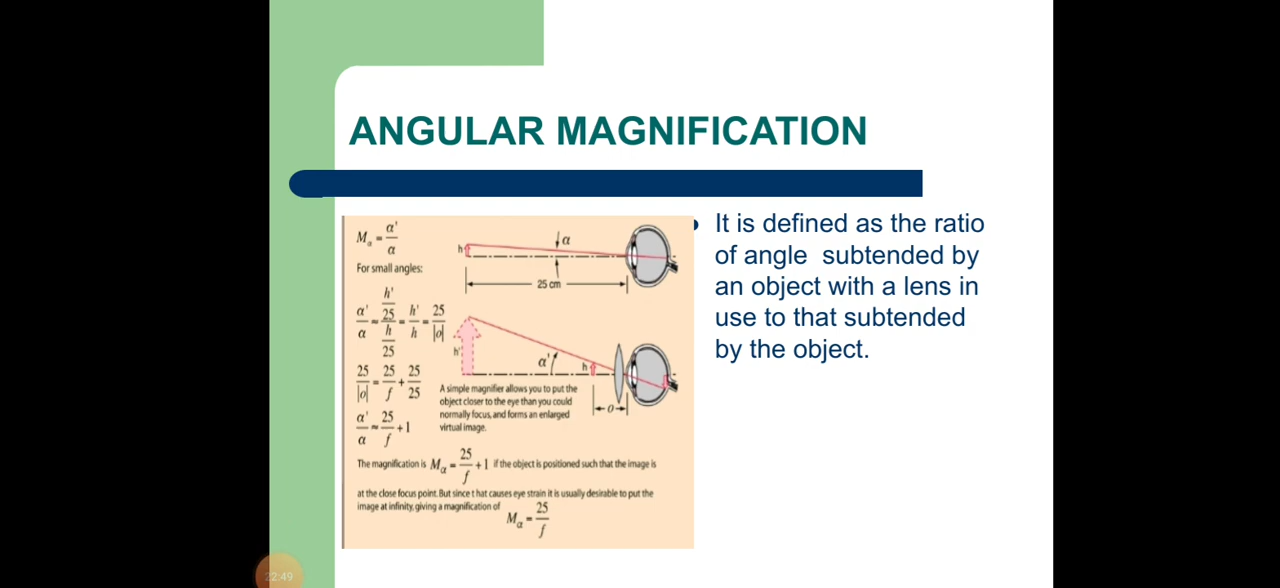 ANGULAR MAGNIFICATION
Mα = α' / α
For small angles:
α' / α ≈ (h' / 25) / (h / 25) = h' / h = 25 / |o|
25 / |o| = 25 / f + 25 / 25
α' / α ≈ 25 / f + 1
h
α
25 cm
h'
α'
h
o
A simple magnifier allows you to put the
object closer to the eye than you could
normally focus, and forms an enlarged
virtual image.
The magnification is Mα = 25 / f + 1 if the object is positioned such that the image is
at the close focus point. But since t hat causes eye strain it is usually desirable to put the
image at infinity, giving a magnification of
Mα = 25 / f
• It is defined as the ratio
of angle subtended by
an object with a lens in
use to that subtended
by the object.
22:49